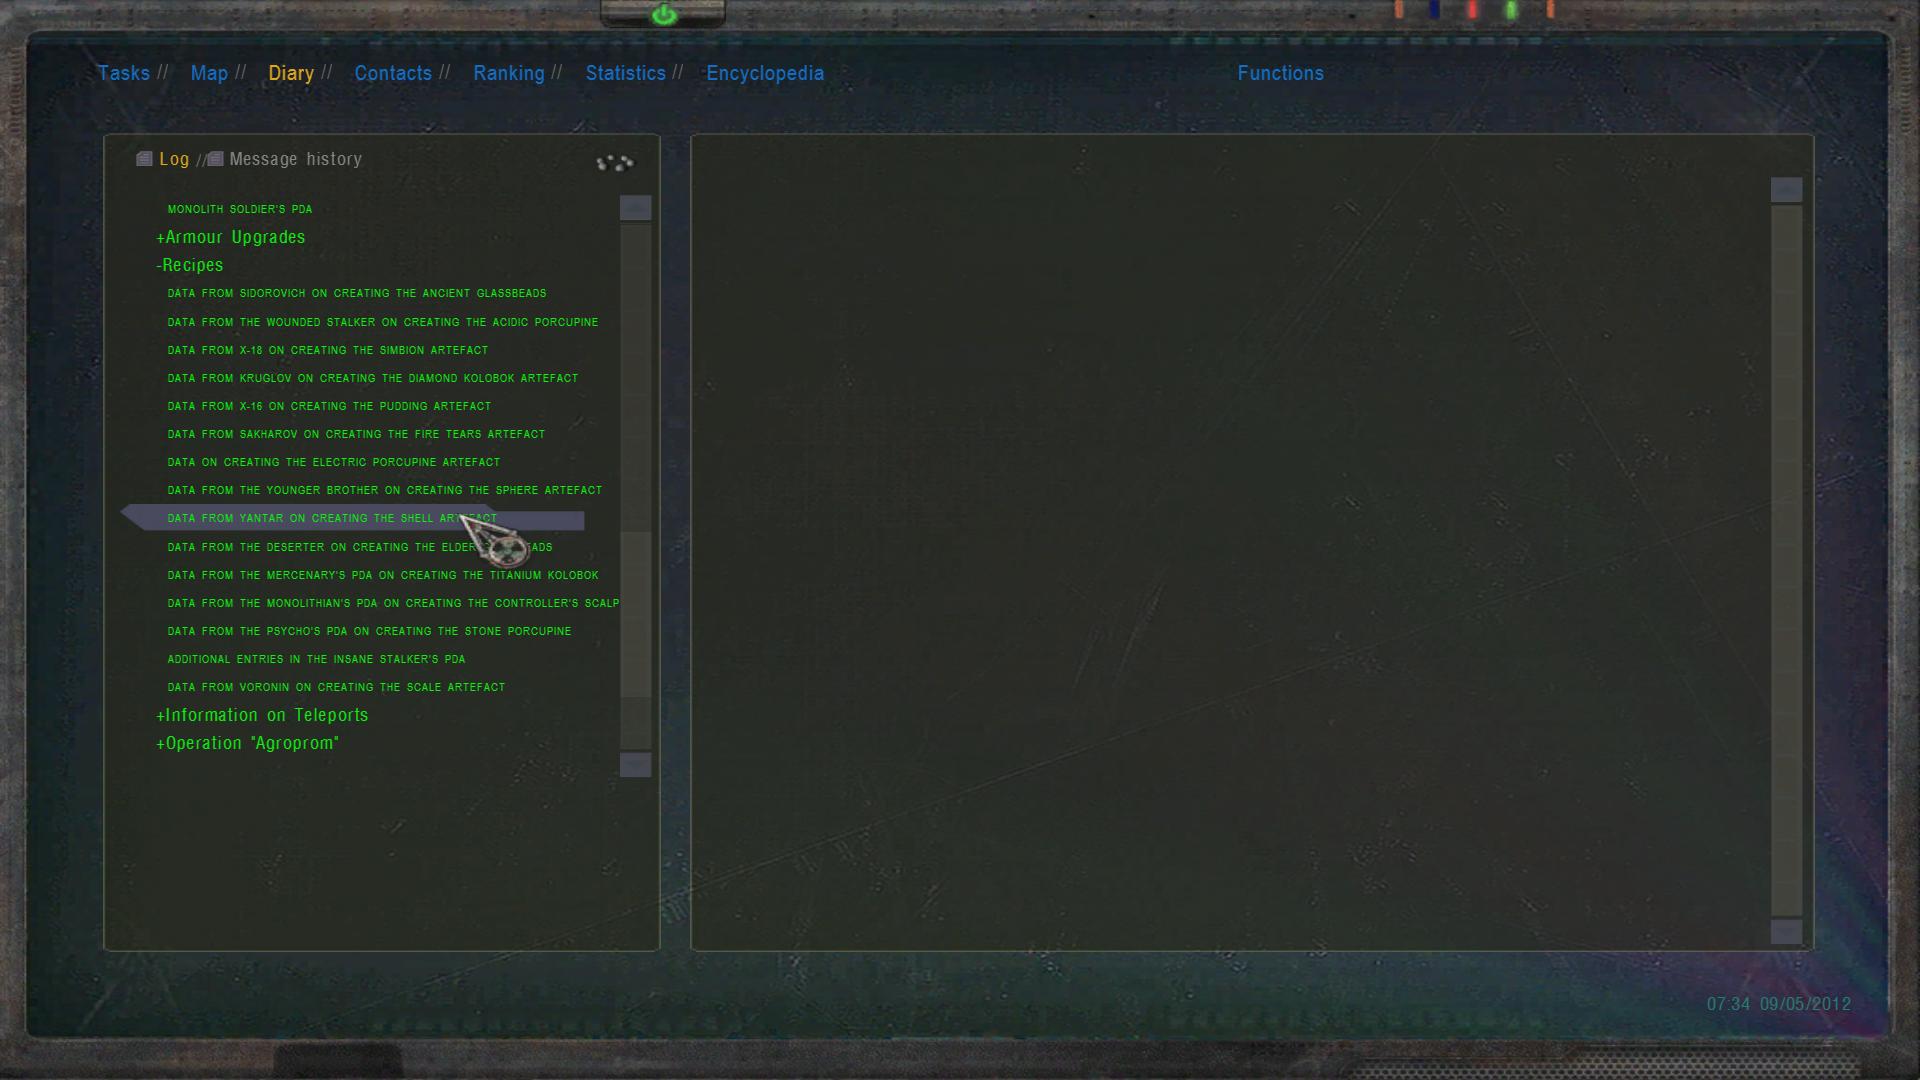 Tasks // Map // Diary // Contacts // Ranking // Statistics // Encyclopedia Functions
Log // Message history
MONOLITH SOLDIER'S PDA
+Armour Upgrades
-Recipes
DATA FROM SIDOROVICH ON CREATING THE ANCIENT GLASSBEADS
DATA FROM THE WOUNDED STALKER ON CREATING THE ACIDIC PORCUPINE
DATA FROM X-18 ON CREATING THE SIMBION ARTEFACT
DATA FROM KRUGLOV ON CREATING THE DIAMOND KOLOBOK ARTEFACT
DATA FROM X-16 ON CREATING THE PUDDING ARTEFACT
DATA FROM SAKHAROV ON CREATING THE FIRE TEARS ARTEFACT
DATA ON CREATING THE ELECTRIC PORCUPINE ARTEFACT
DATA FROM THE YOUNGER BROTHER ON CREATING THE SPHERE ARTEFACT
DATA FROM YANTAR ON CREATING THE SHELL ARTEFACT
DATA FROM THE DESERTER ON CREATING THE ELDER
DATA FROM THE MERCENARY'S PDA ON CREATING THE TITANIUM KOLOBOK
DATA FROM THE MONOLITHIAN'S PDA ON CREATING THE CONTROLLER'S SCALP
DATA FROM THE PSYCHO'S PDA ON CREATING THE STONE PORCUPINE
ADDITIONAL ENTRIES IN THE INSANE STALKER'S PDA
DATA FROM VORONIN ON CREATING THE SCALE ARTEFACT
+Information on Teleports
+Operation "Agroprom"
07:34 09/05/2012